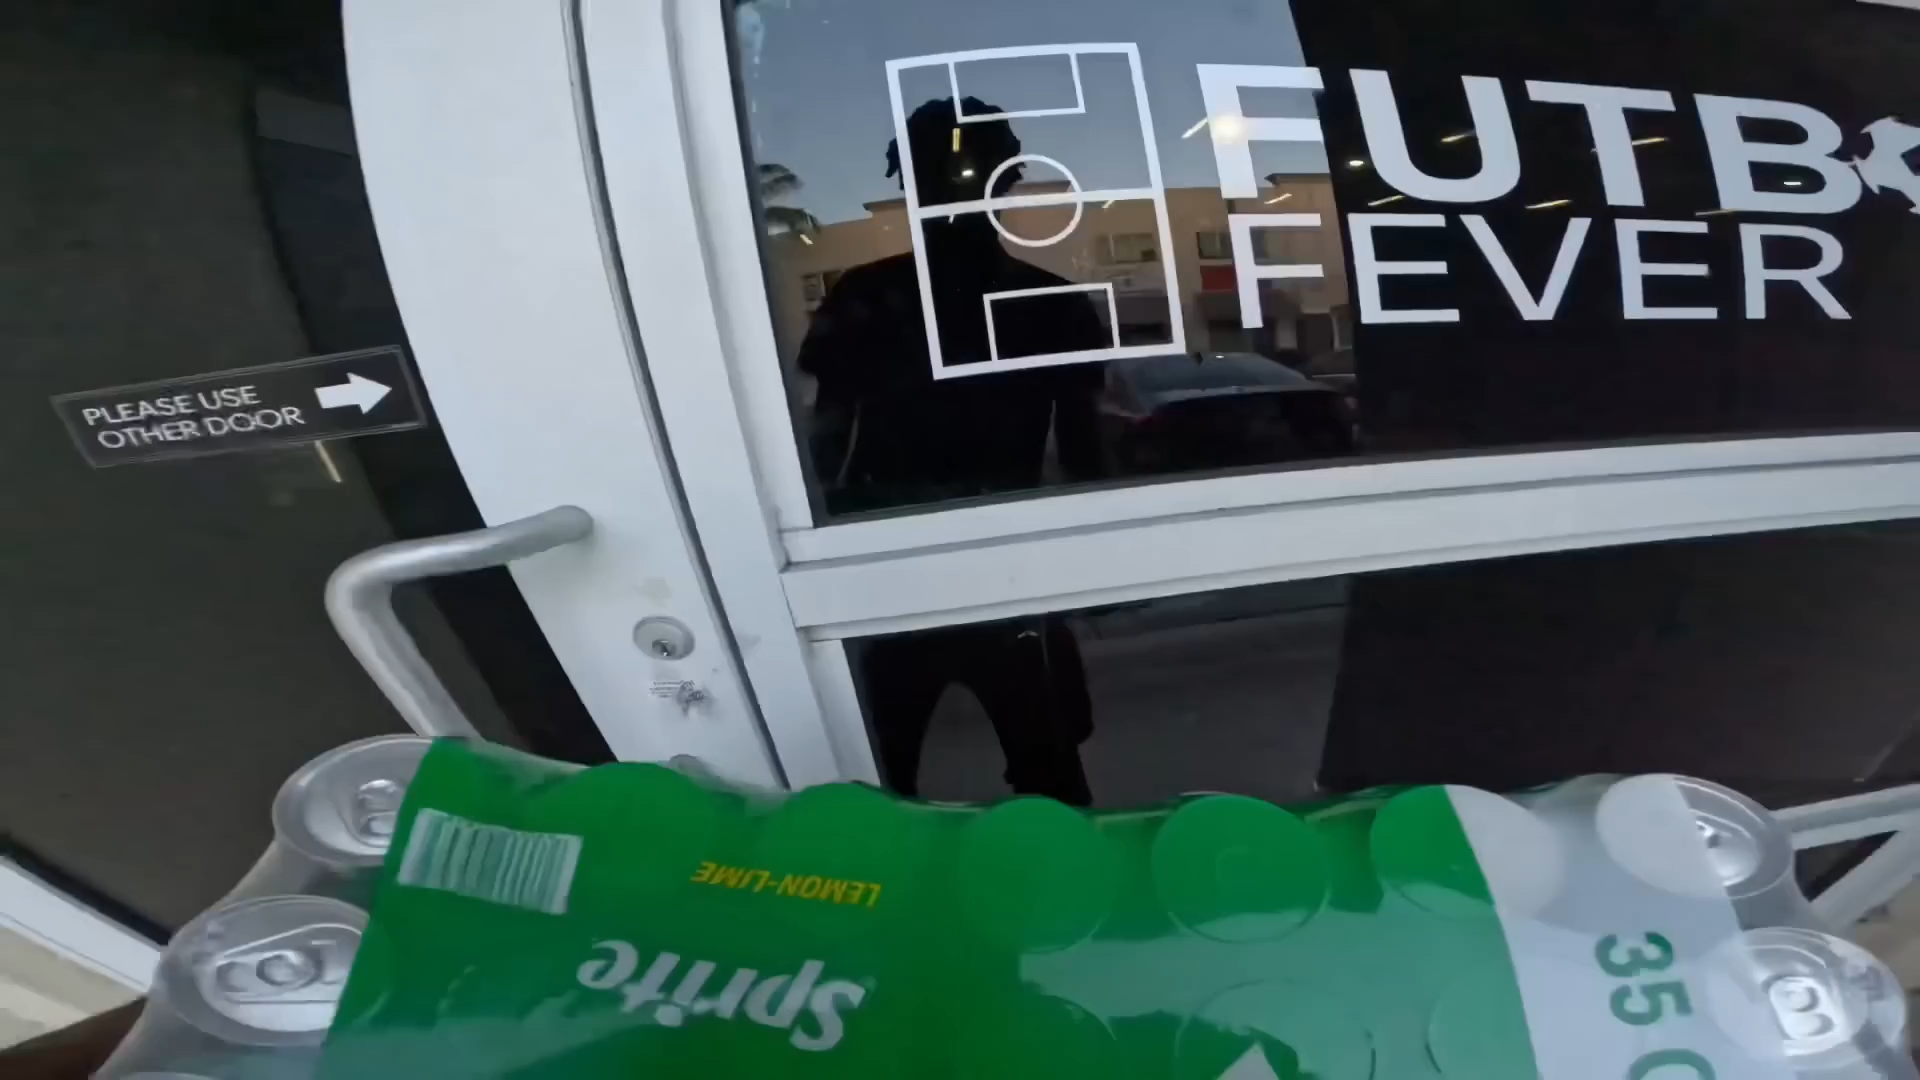 FUTB
FEVER
PLEASE USE
OTHER DOOR
LEMON-LIME
Sprite
35